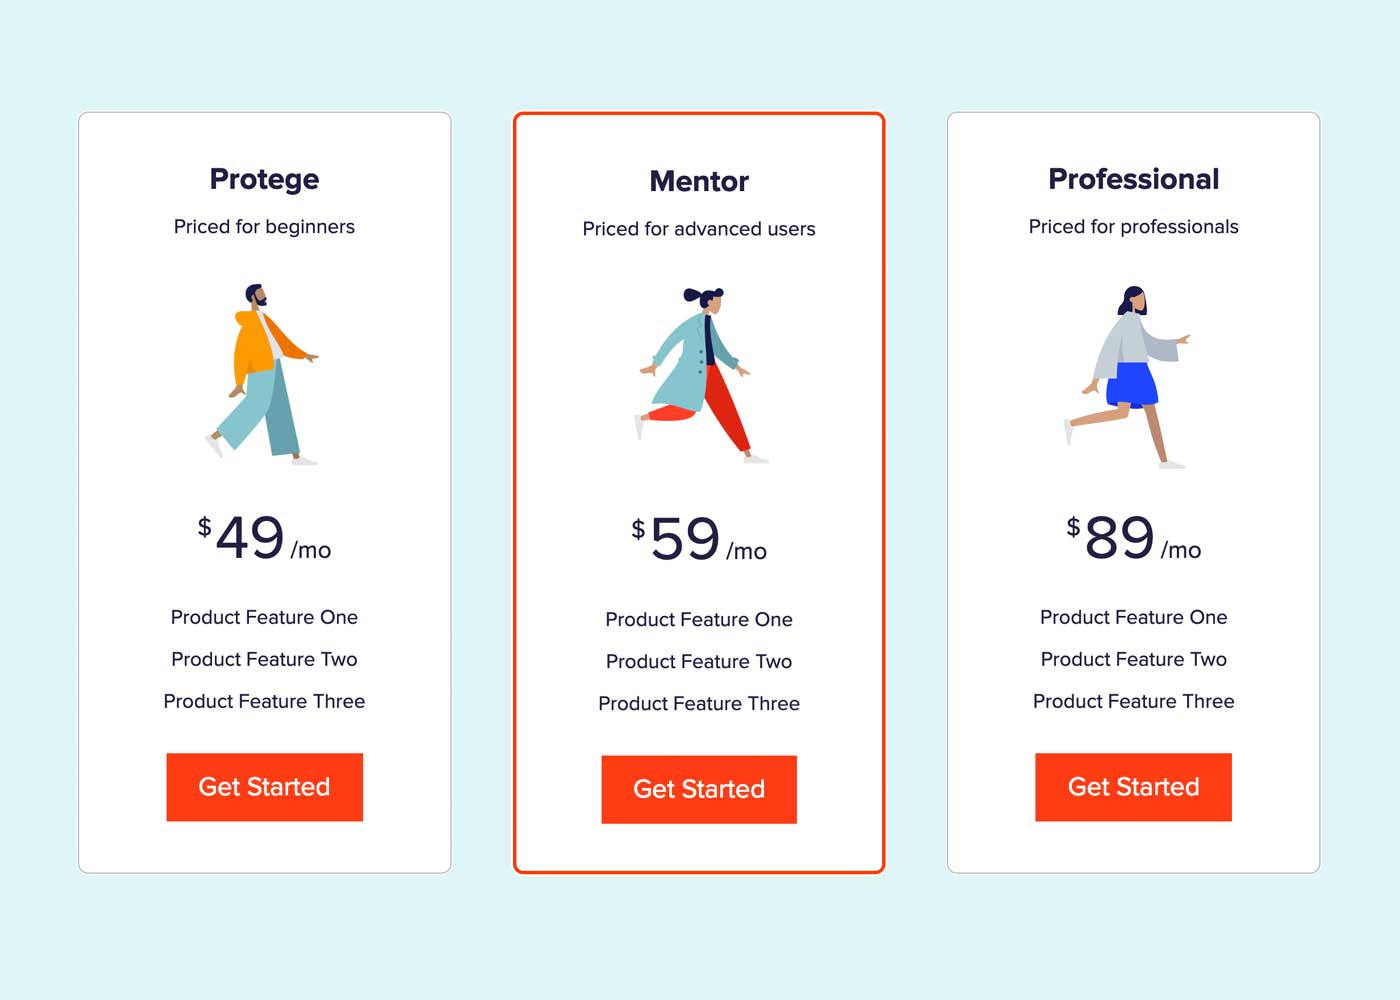 Protege
Priced for beginners
$49 /mo
Product Feature One
Product Feature Two
Product Feature Three
Get Started
Mentor
Priced for advanced users
$59 /mo
Product Feature One
Product Feature Two
Product Feature Three
Get Started
Professional
Priced for professionals
$89 /mo
Product Feature One
Product Feature Two
Product Feature Three
Get Started